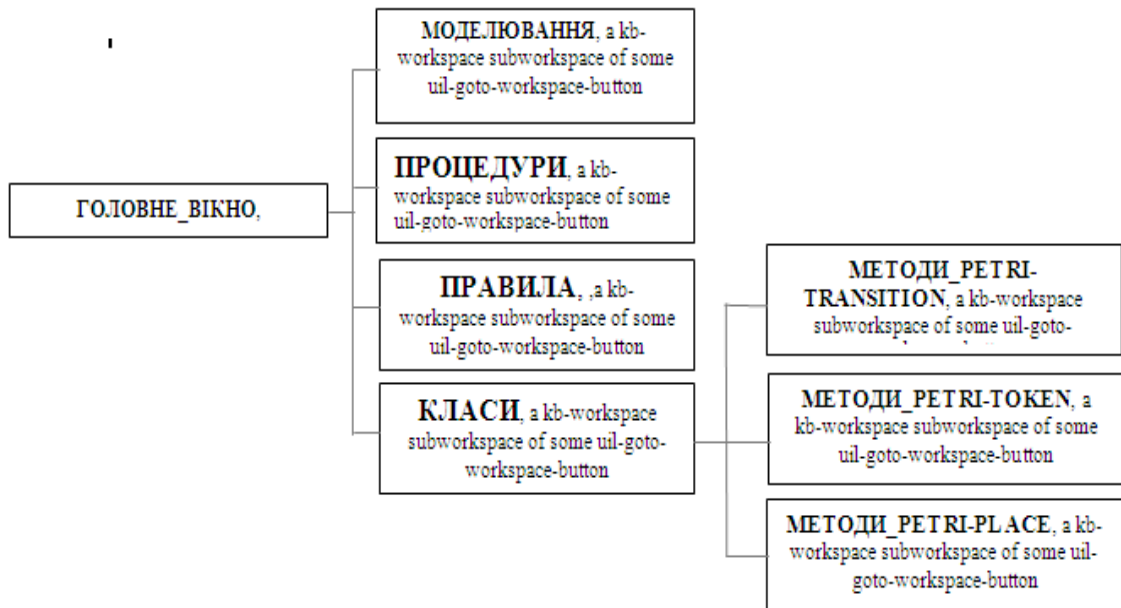 МОДЕЛЮВАННЯ, a kb-
workspace subworkspace of some
uil-goto-workspace-button
ПРОЦЕДУРИ, a kb-
workspace subworkspace of some
uil-goto-workspace-button
ГОЛОВНЕ_ВІКНО,
ПРАВИЛА, ,a kb-
workspace subworkspace of some
uil-goto-workspace-button
КЛАСИ, a kb-workspace
subworkspace of some uil-goto-
workspace-button
МЕТОДИ_PETRI-
TRANSITION, a kb-workspace
subworkspace of some uil-goto-
МЕТОДИ_PETRI-TOKEN, a
kb-workspace subworkspace of some
uil-goto-workspace-button
МЕТОДИ_PETRI-PLACE, a kb-
workspace subworkspace of some uil-
goto-workspace-button